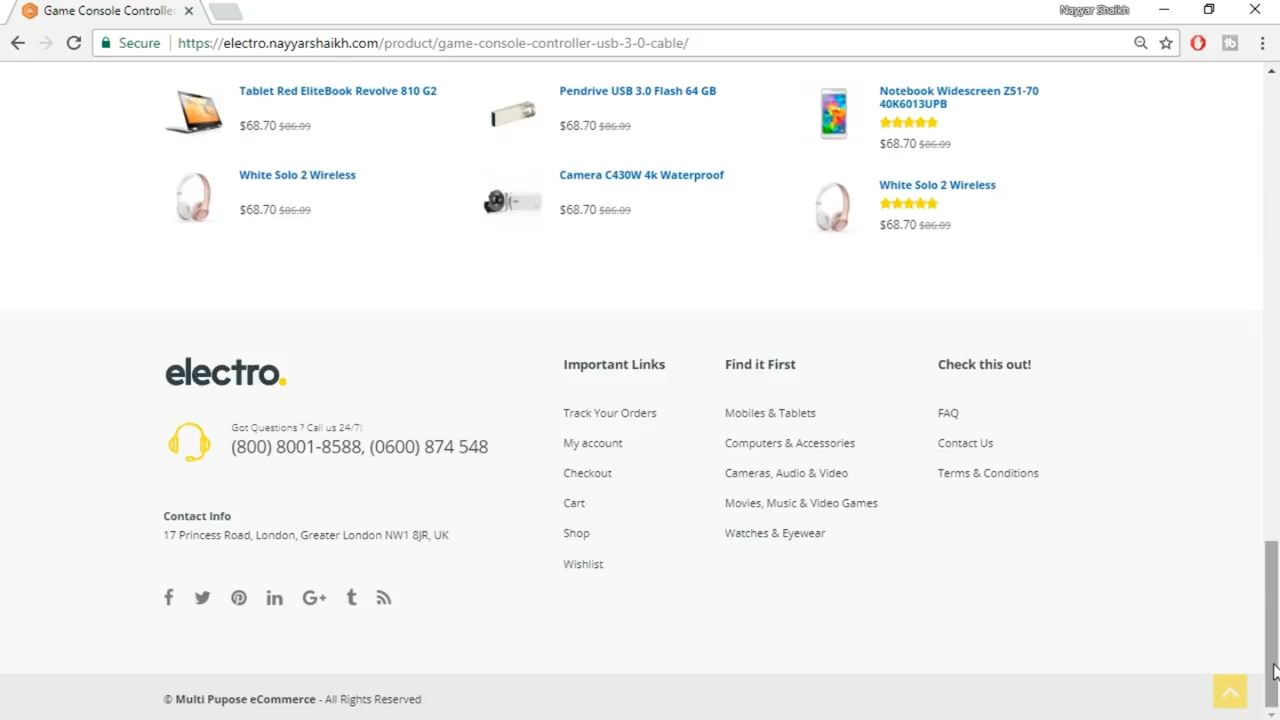 Game Console Controlle
Nayyar Shaikh
Secure
https://electro.nayyarshaikh.com/product/game-console-controller-usb-3-0-cable/
Tablet Red EliteBook Revolve 810 G2
$68.70 $86.09
Pendrive USB 3.0 Flash 64 GB
$68.70 $86.09
Notebook Widescreen Z51-70
40K6013UPB
$68.70 $86.09
White Solo 2 Wireless
$68.70 $86.09
Camera C430W 4k Waterproof
$68.70 $86.09
White Solo 2 Wireless
$68.70 $86.09
electro.
Got Questions ? Call us 24/7!
(800) 8001-8588, (0600) 874 548
Contact Info
17 Princess Road, London, Greater London NW1 8JR, UK
Important Links
Track Your Orders
My account
Checkout
Cart
Shop
Wishlist
Find it First
Mobiles & Tablets
Computers & Accessories
Cameras, Audio & Video
Movies, Music & Video Games
Watches & Eyewear
Check this out!
FAQ
Contact Us
Terms & Conditions
© Multi Pupose eCommerce - All Rights Reserved